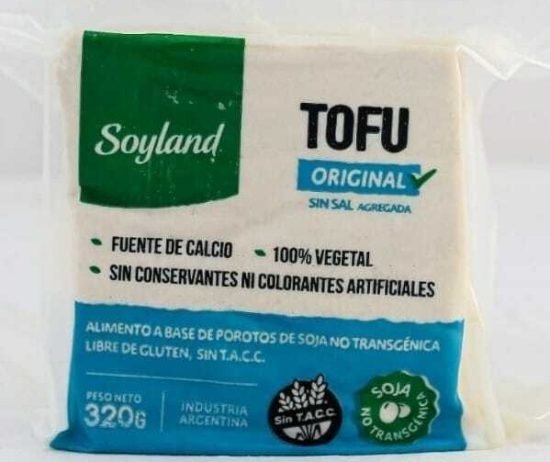 Soyland
TOFU
ORIGINAL
SIN SAL AGREGADA
FUENTE DE CALCIO
100% VEGETAL
SIN CONSERVANTES NI COLORANTES ARTIFICIALES
ALIMENTO A BASE DE POROTOS DE SOJA NO TRANSGÉNICA
LIBRE DE GLUTEN, SIN T.A.C.C.
PESO NETO
320G
INDUSTRIA
ARGENTINA
Sin T.A.C.C.
SOJA
NO TRANSGÉNICA